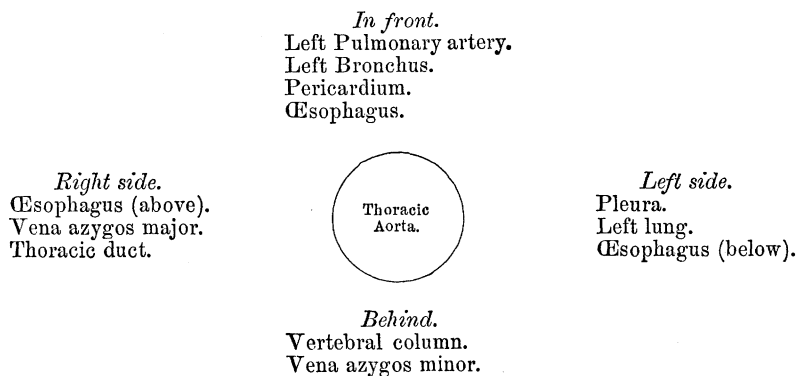 In front.
Left Pulmonary artery.
Left Bronchus.
Pericardium.
Œsophagus.
Right side.
Œsophagus (above).
Vena azygos major.
Thoracic duct.
Thoracic
Aorta.
Left side.
Pleura.
Left lung.
Œsophagus (below).
Behind.
Vertebral column.
Vena azygos minor.